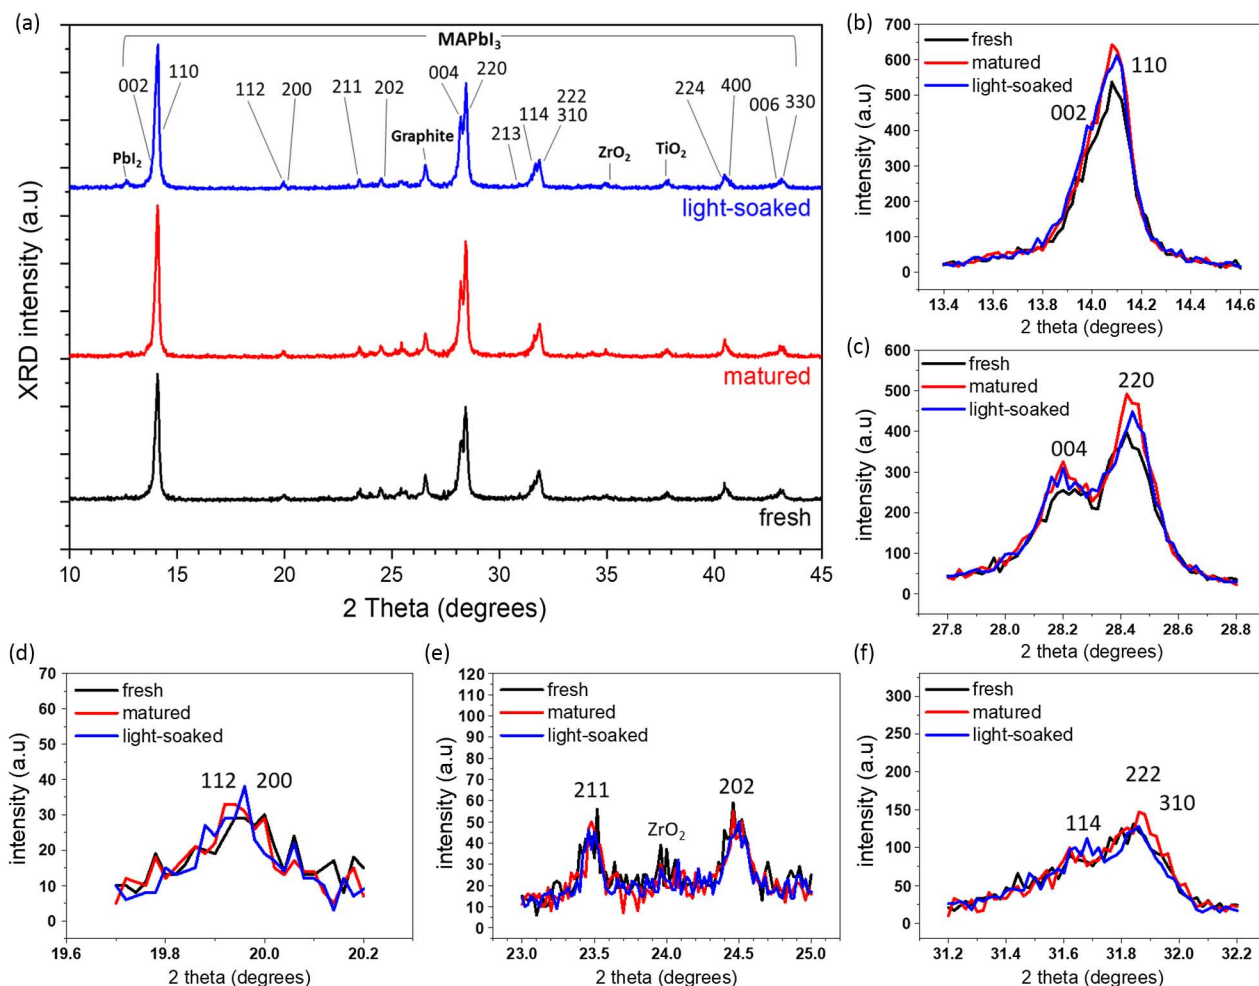 (a)
XRD intensity (a.u)
MAPbI3
002
110
112
200
211
202
004
220
213
114
222
310
224
400
006
330
PbI2
Graphite
ZrO2
TiO2
light-soaked
matured
fresh
10 15 20 25 30 35 40 45
2 Theta (degrees)
(b)
intensity (a.u)
700
600
500
400
300
200
100
0
fresh
matured
light-soaked
002
110
13.4 13.6 13.8 14.0 14.2 14.4 14.6
2 theta (degrees)
(c)
intensity (a.u)
600
500
400
300
200
100
0
fresh
matured
light-soaked
004
220
27.8 28.0 28.2 28.4 28.6 28.8
2 theta (degrees)
(d)
intensity (a.u)
70
60
50
40
30
20
10
0
fresh
matured
light-soaked
112 200
19.6 19.8 20.0 20.2
2 theta (degrees)
(e)
intensity (a.u)
120
110
100
90
80
70
60
50
40
30
20
10
0
fresh
matured
light-soaked
211
ZrO2
202
23.0 23.5 24.0 24.5 25.0
2 theta (degrees)
(f)
intensity (a.u)
300
250
200
150
100
50
0
fresh
matured
light-soaked
114
222
310
31.2 31.4 31.6 31.8 32.0 32.2
2 theta (degrees)